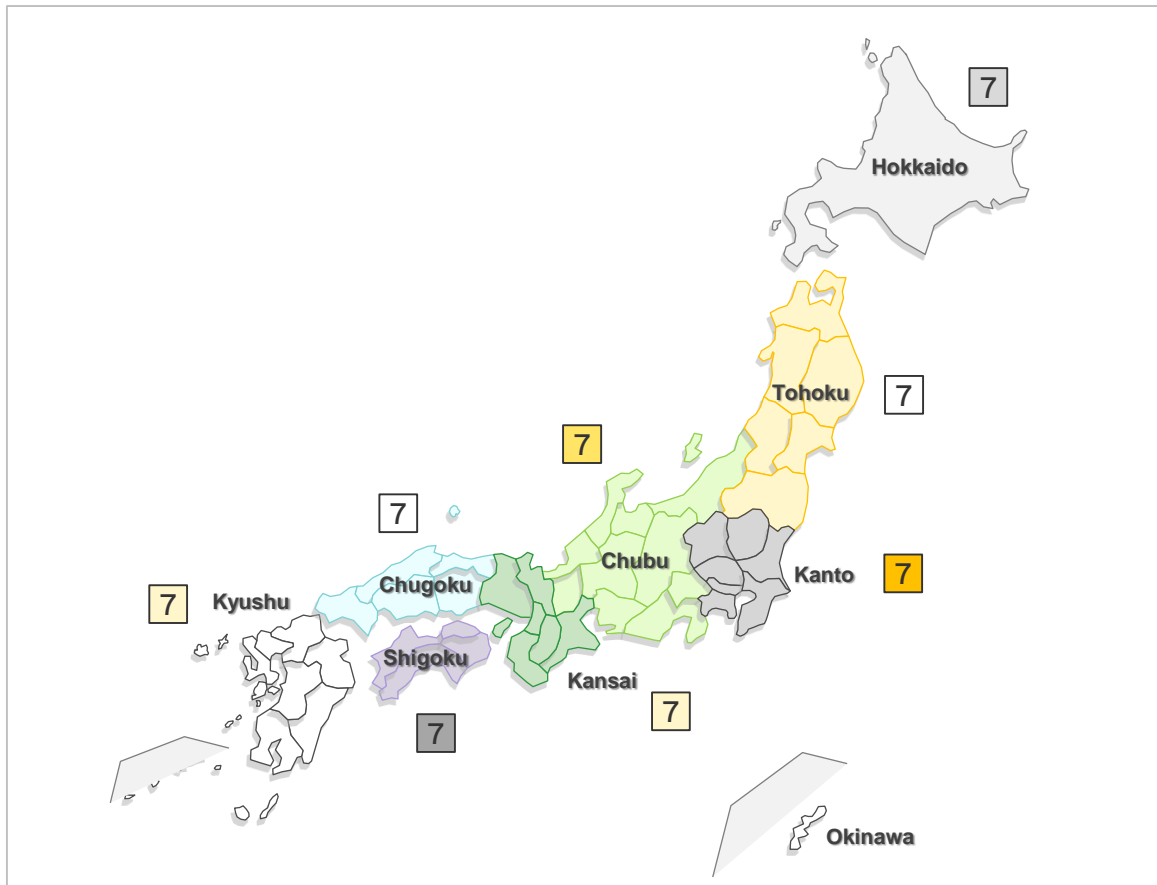 7
Hokkaido
Tohoku
7
7
7
Chubu
Kanto
7
Chugoku
7
Kyushu
Shigoku
Kansai
7
7
Okinawa